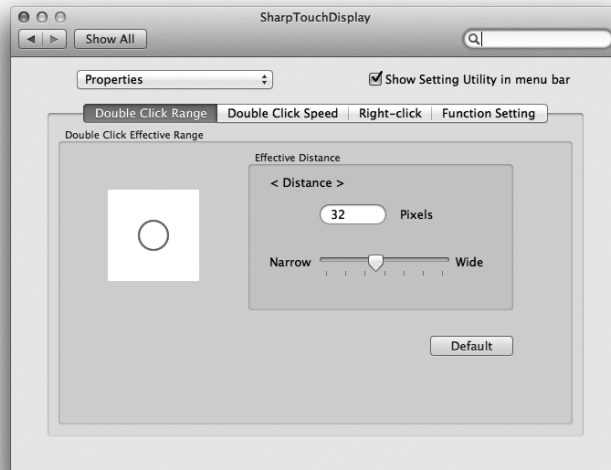 SharpTouchDisplay
Show All
Properties
Show Setting Utility in menu bar
Double Click Range Double Click Speed Right-click Function Setting
Double Click Effective Range
Effective Distance
< Distance >
32 Pixels
Narrow Wide
Default